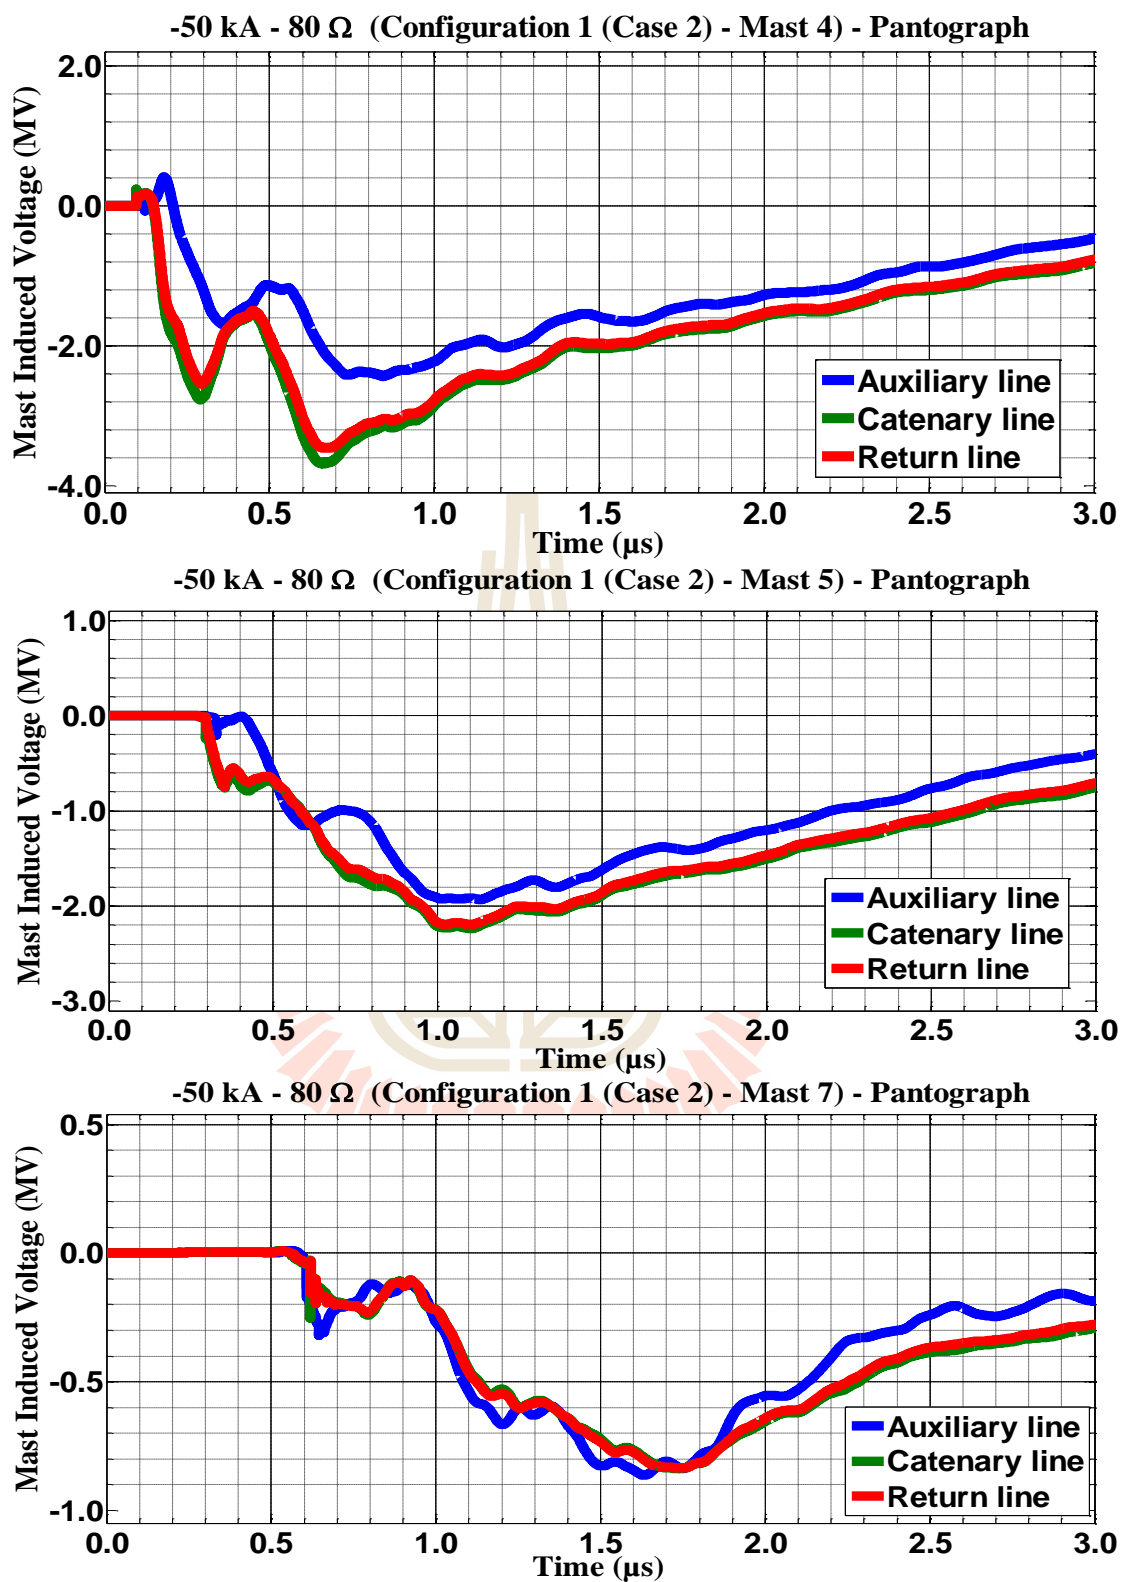 -50 kA - 80 Ω (Configuration 1 (Case 2) - Mast 4) - Pantograph
Mast Induced Voltage (MV)
2.0
0.0
-2.0
-4.0
Auxiliary line
Catenary line
Return line
0.0 0.5 1.0 1.5 2.0 2.5 3.0
Time (µs)
-50 kA - 80 Ω (Configuration 1 (Case 2) - Mast 5) - Pantograph
Mast Induced Voltage (MV)
1.0
0.0
-1.0
-2.0
-3.0
Auxiliary line
Catenary line
Return line
0.0 0.5 1.0 1.5 2.0 2.5 3.0
Time (µs)
-50 kA - 80 Ω (Configuration 1 (Case 2) - Mast 7) - Pantograph
Mast Induced Voltage (MV)
0.5
0.0
-0.5
-1.0
Auxiliary line
Catenary line
Return line
0.0 0.5 1.0 1.5 2.0 2.5 3.0
Time (µs)